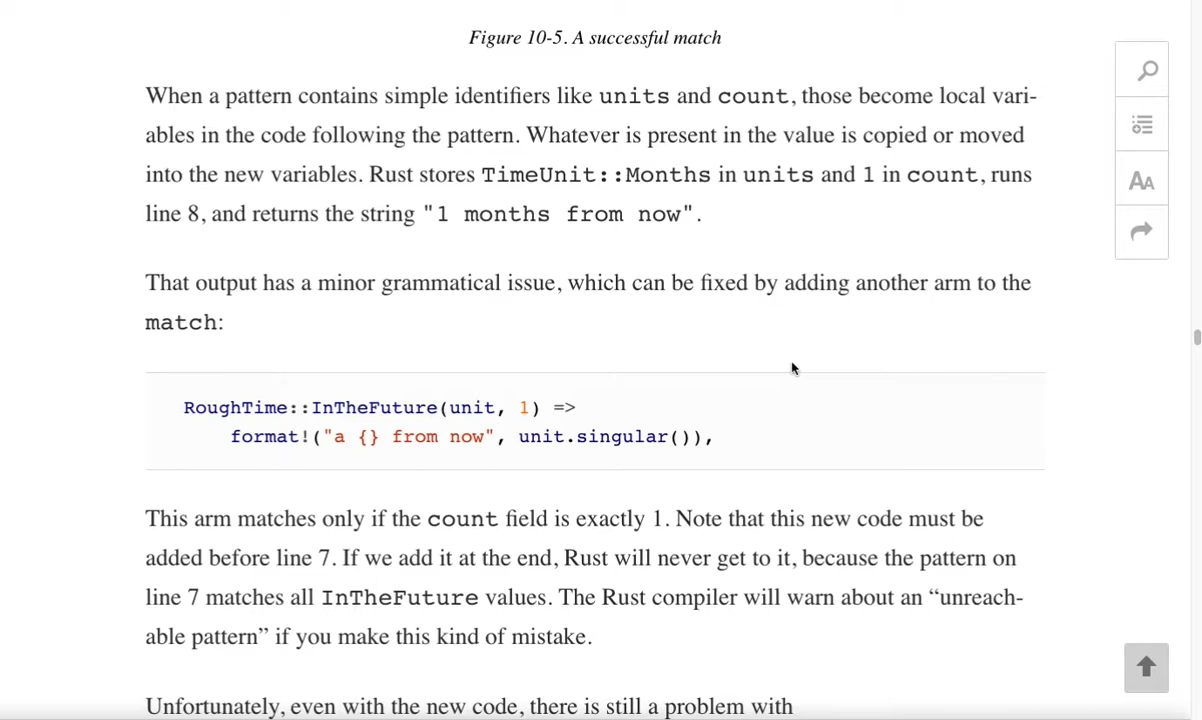 Figure 10-5. A successful match
When a pattern contains simple identifiers like units and count, those become local vari-
ables in the code following the pattern. Whatever is present in the value is copied or moved
into the new variables. Rust stores TimeUnit::Months in units and 1 in count, runs
line 8, and returns the string "1 months from now".
That output has a minor grammatical issue, which can be fixed by adding another arm to the
match:
RoughTime::InTheFuture(unit, 1) =>
    format!("a {} from now", unit.singular()),
This arm matches only if the count field is exactly 1. Note that this new code must be
added before line 7. If we add it at the end, Rust will never get to it, because the pattern on
line 7 matches all InTheFuture values. The Rust compiler will warn about an “unreach-
able pattern” if you make this kind of mistake.
Unfortunately, even with the new code, there is still a problem with
AA